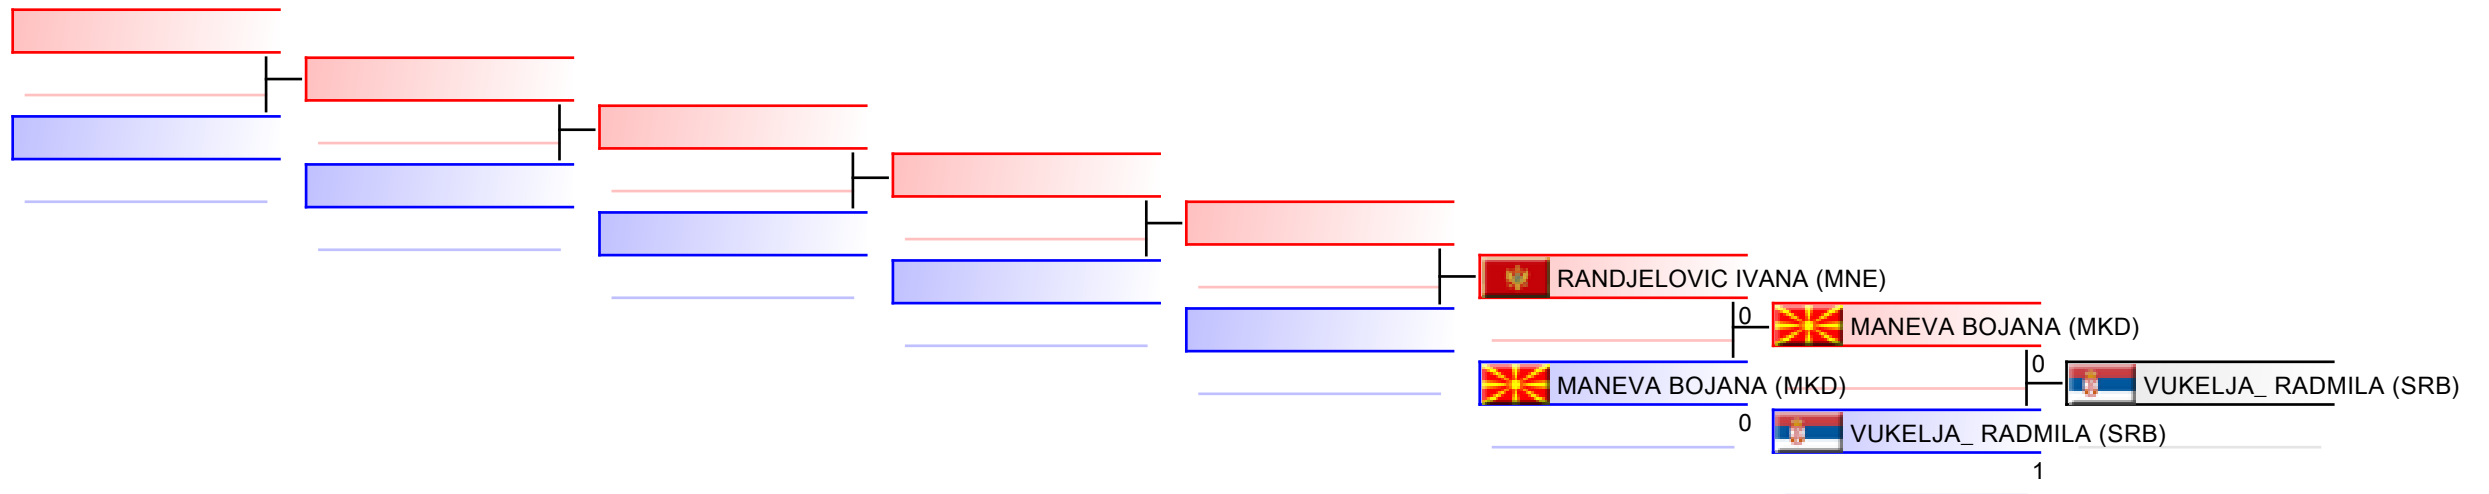 RANDJELOVIC IVANA (MNE)
0
MANEVA BOJANA (MKD)
0
MANEVA BOJANA (MKD)
0
VUKELJA_ RADMILA (SRB)
1
VUKELJA_ RADMILA (SRB)